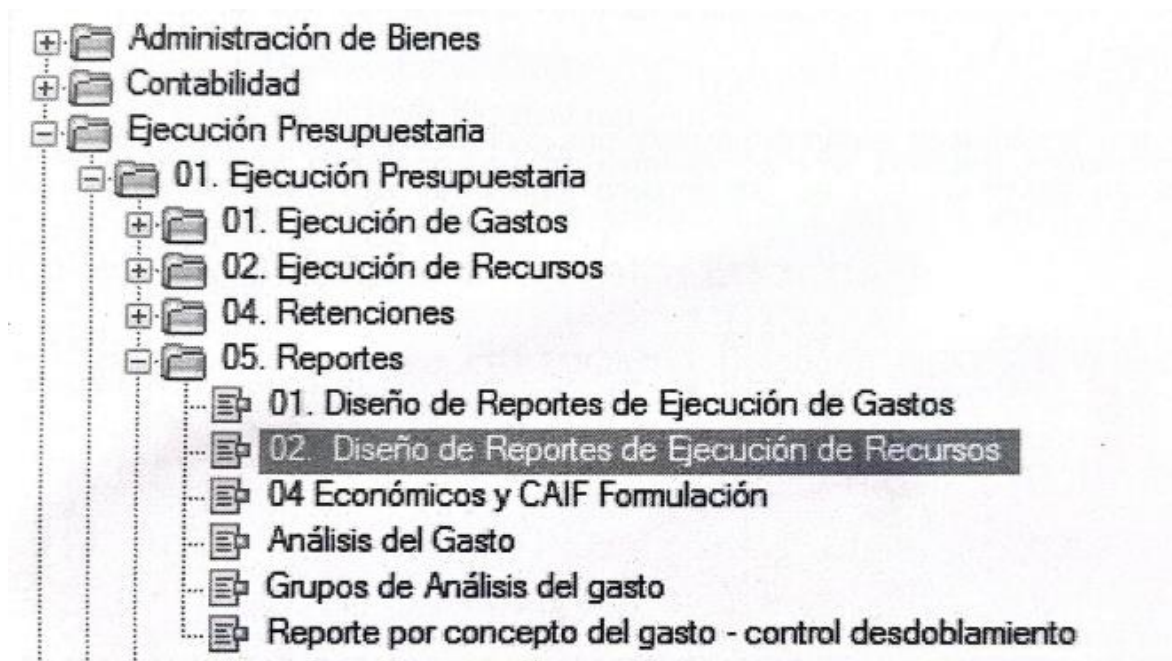 Administración de Bienes
Contabilidad
Ejecución Presupuestaria
01. Ejecución Presupuestaria
01. Ejecución de Gastos
02. Ejecución de Recursos
04. Retenciones
05. Reportes
01. Diseño de Reportes de Ejecución de Gastos
02. Diseño de Reportes de Ejecución de Recursos
04 Económicos y CAIF Formulación
Análisis del Gasto
Grupos de Análisis del gasto
Reporte por concepto del gasto - control desdoblamiento